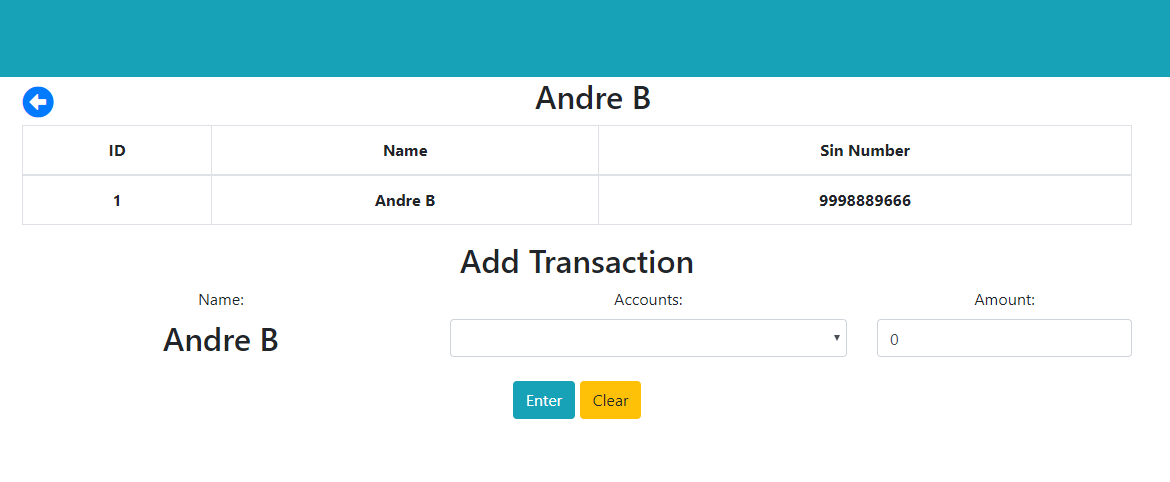 Andre B
ID Name Sin Number
1 Andre B 9998889666
Add Transaction
Name: Accounts: Amount:
Andre B 0
Enter Clear